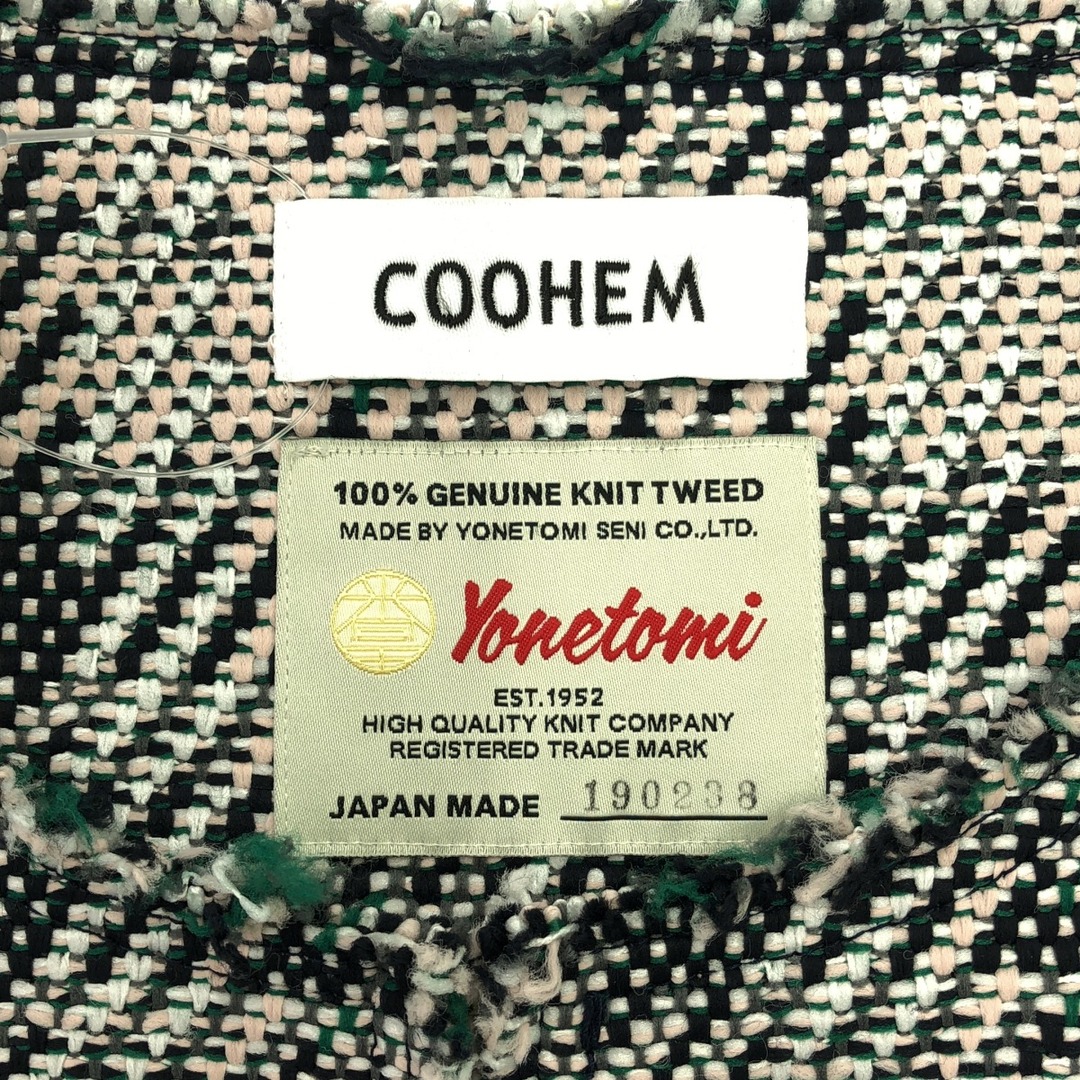 COOHEM
100% GENUINE KNIT TWEED
MADE BY YONETOMI SENI CO.,LTD.
Yonetomi
EST.1952
HIGH QUALITY KNIT COMPANY
REGISTERED TRADE MARK
JAPAN MADE 190238